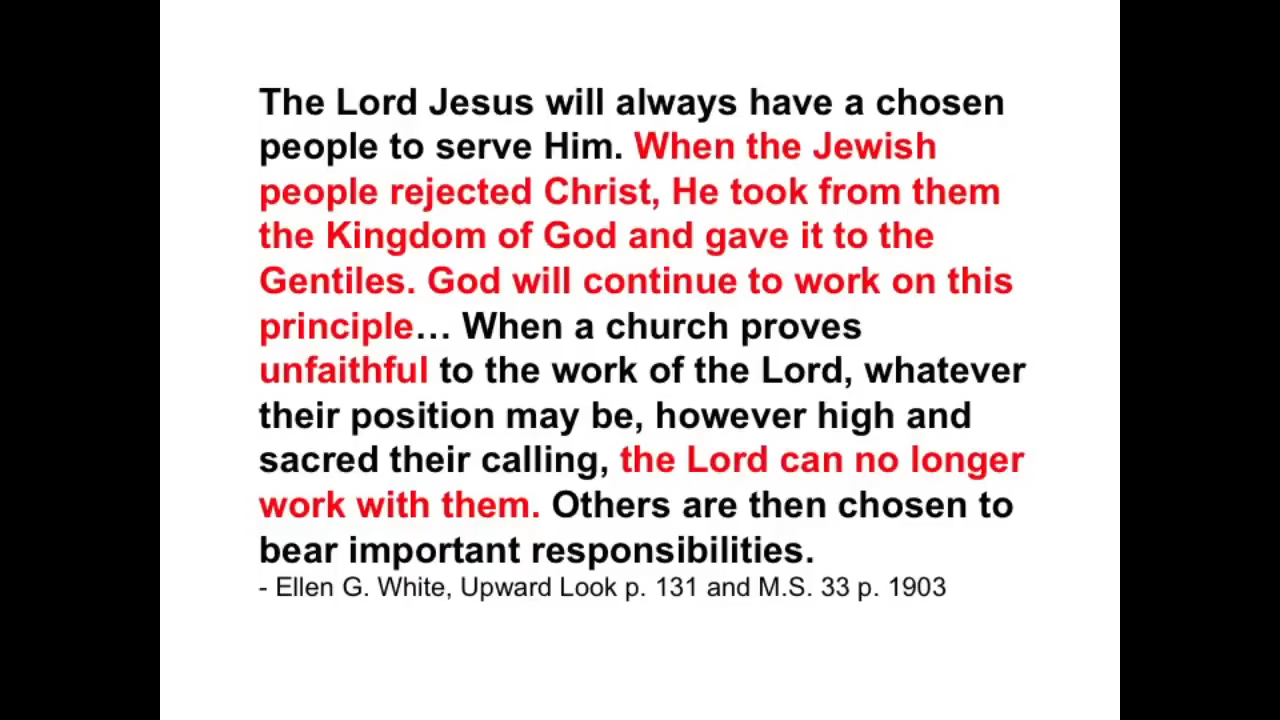 The Lord Jesus will always have a chosen
people to serve Him. When the Jewish
people rejected Christ, He took from them
the Kingdom of God and gave it to the
Gentiles. God will continue to work on this
principle… When a church proves
unfaithful to the work of the Lord, whatever
their position may be, however high and
sacred their calling, the Lord can no longer
work with them. Others are then chosen to
bear important responsibilities.
- Ellen G. White, Upward Look p. 131 and M.S. 33 p. 1903